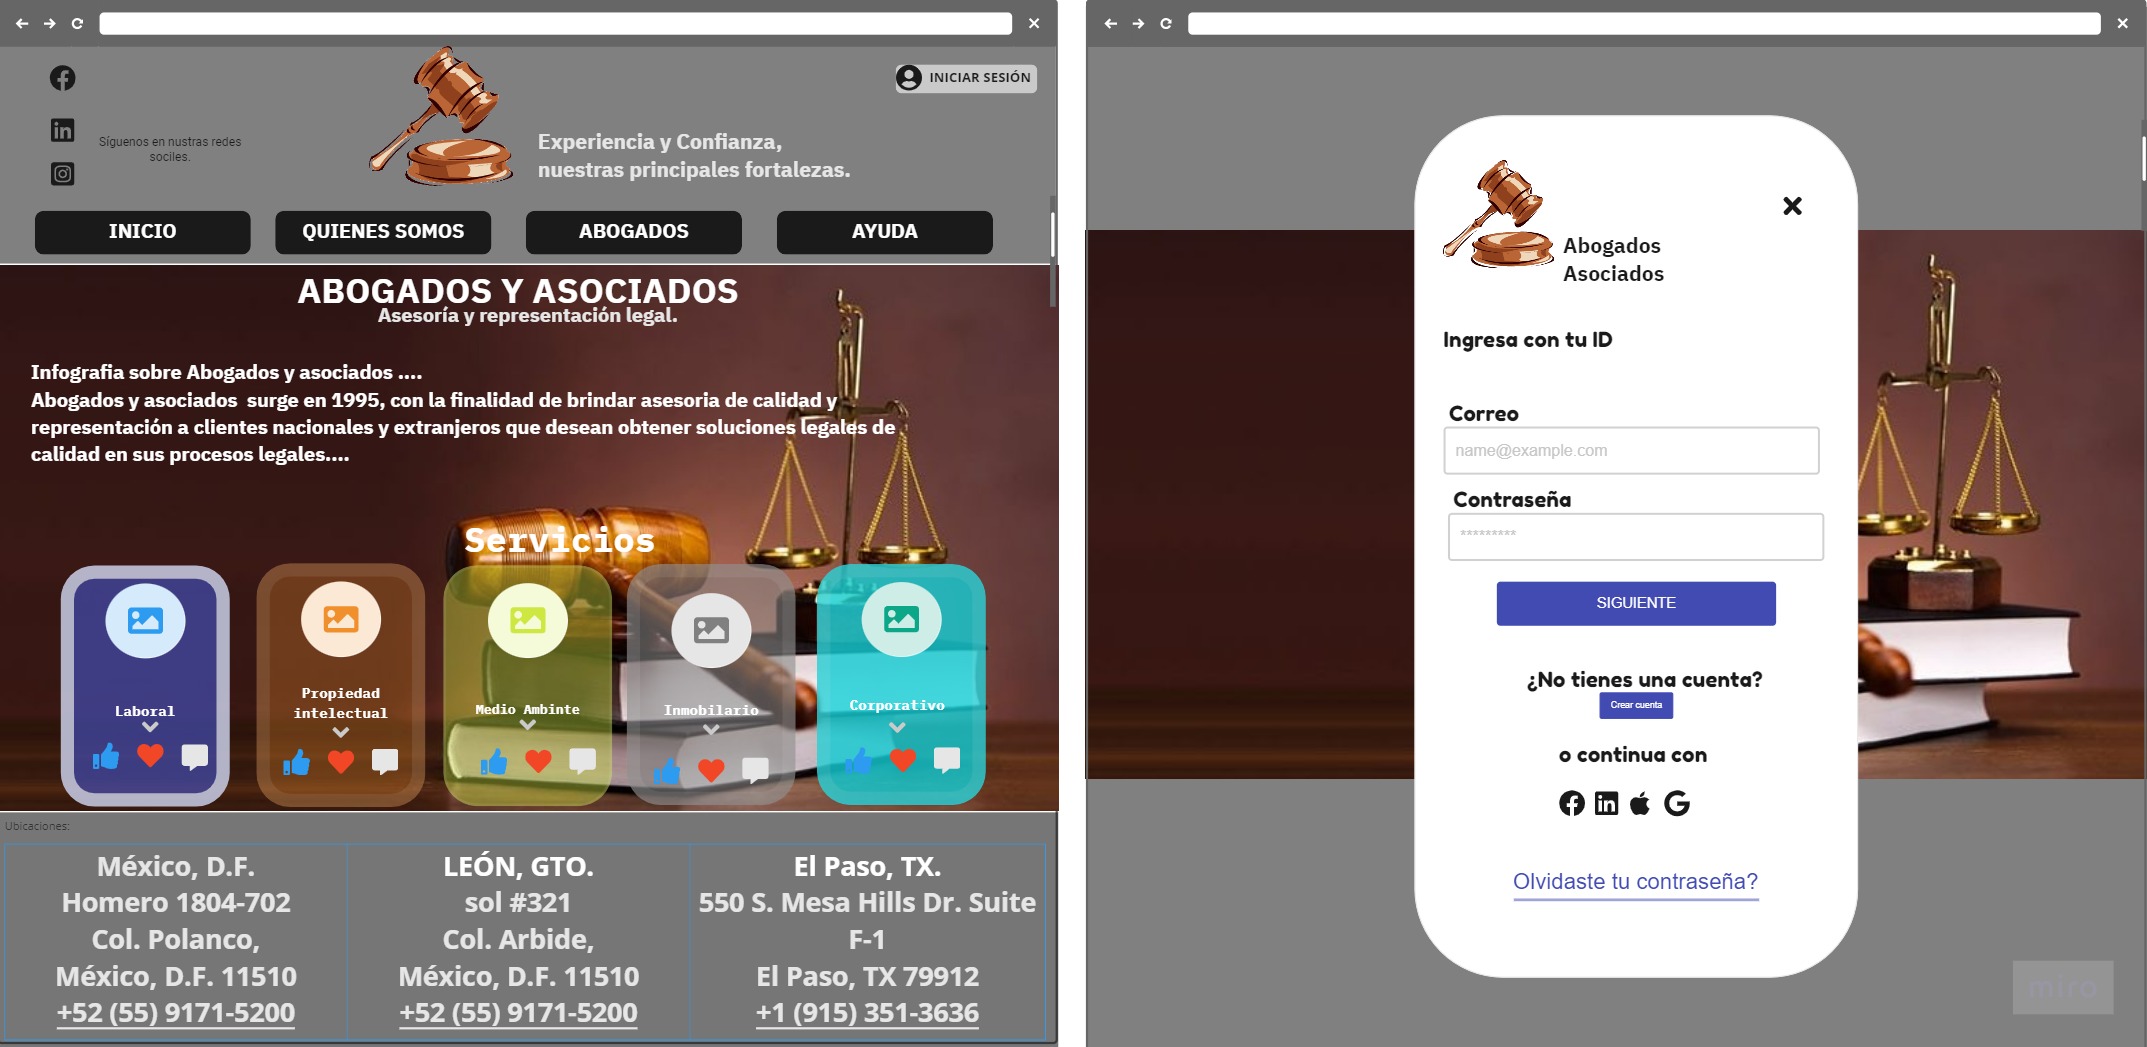 INICIAR SESIÓN
Síguenos en nustras redes
sociles.
Experiencia y Confianza,
nuestras principales fortalezas.
INICIO
QUIENES SOMOS
ABOGADOS
AYUDA
ABOGADOS Y ASOCIADOS
Asesoría y representación legal.
Infografia sobre Abogados y asociados ....
Abogados y asociados surge en 1995, con la finalidad de brindar asesoria de calidad y
representación a clientes nacionales y extranjeros que desean obtener soluciones legales de
calidad en sus procesos legales....
Servicios
Laboral
Propiedad
intelectual
Medio Ambinte
Inmobilario
Corporativo
Ubicaciones:
México, D.F.
Homero 1804-702
Col. Polanco,
México, D.F. 11510
+52 (55) 9171-5200
LEÓN, GTO.
sol #321
Col. Arbide,
México, D.F. 11510
+52 (55) 9171-5200
El Paso, TX.
550 S. Mesa Hills Dr. Suite
F-1
El Paso, TX 79912
+1 (915) 351-3636
Abogados
Asociados
Ingresa con tu ID
Correo
name@example.com
Contraseña
*********
SIGUIENTE
¿No tienes una cuenta?
Crear cuenta
o continua con
Olvidaste tu contraseña?
miro